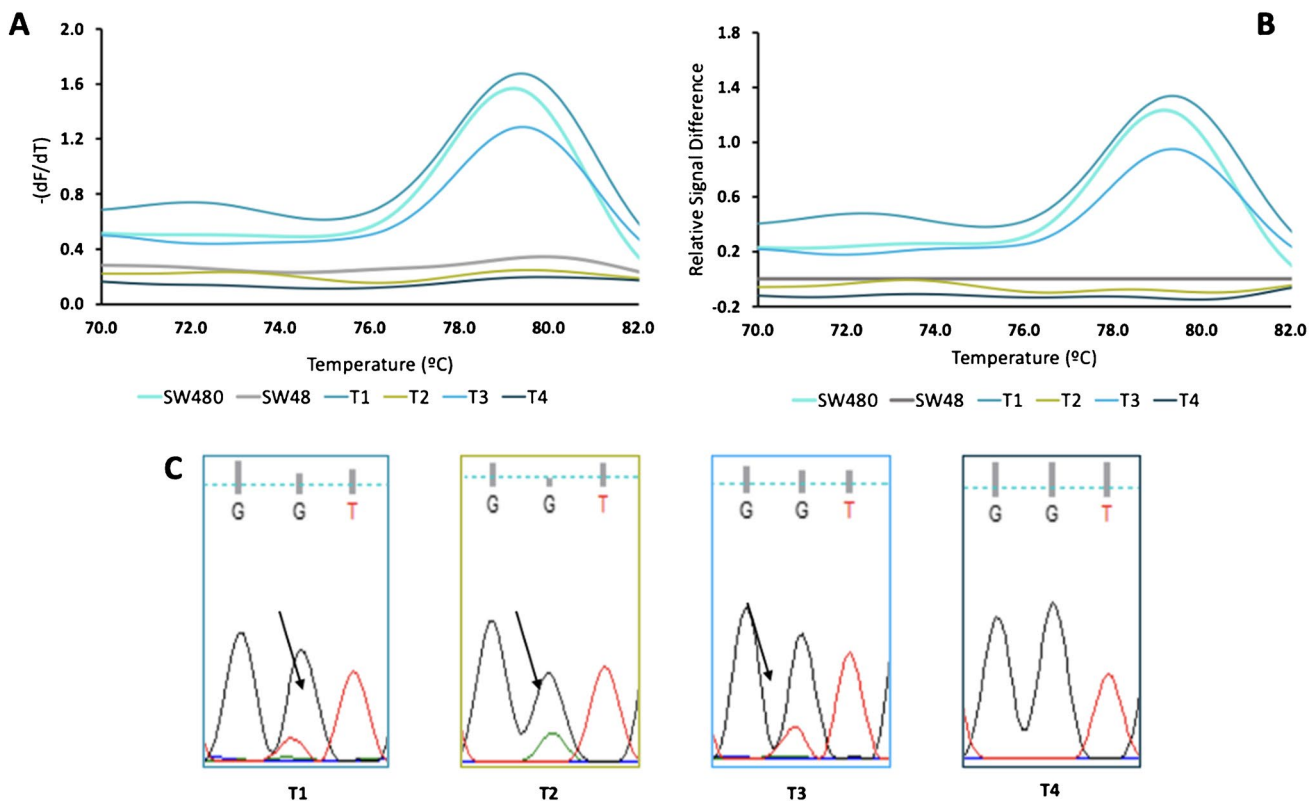 A
2.0
1.6
1.2
0.8
0.4
0.0
-(dF/dT)
70.0 72.0 74.0 76.0 78.0 80.0 82.0
Temperature (ºC)
SW480 SW48 T1 T2 T3 T4
B
1.8
1.4
1.0
0.6
0.2
-0.2
Relative Signal Difference
70.0 72.0 74.0 76.0 78.0 80.0 82.0
Temperature (ºC)
SW480 SW48 T1 T2 T3 T4
C
G G T
G G T
G G T
G G T
T1 T2 T3 T4